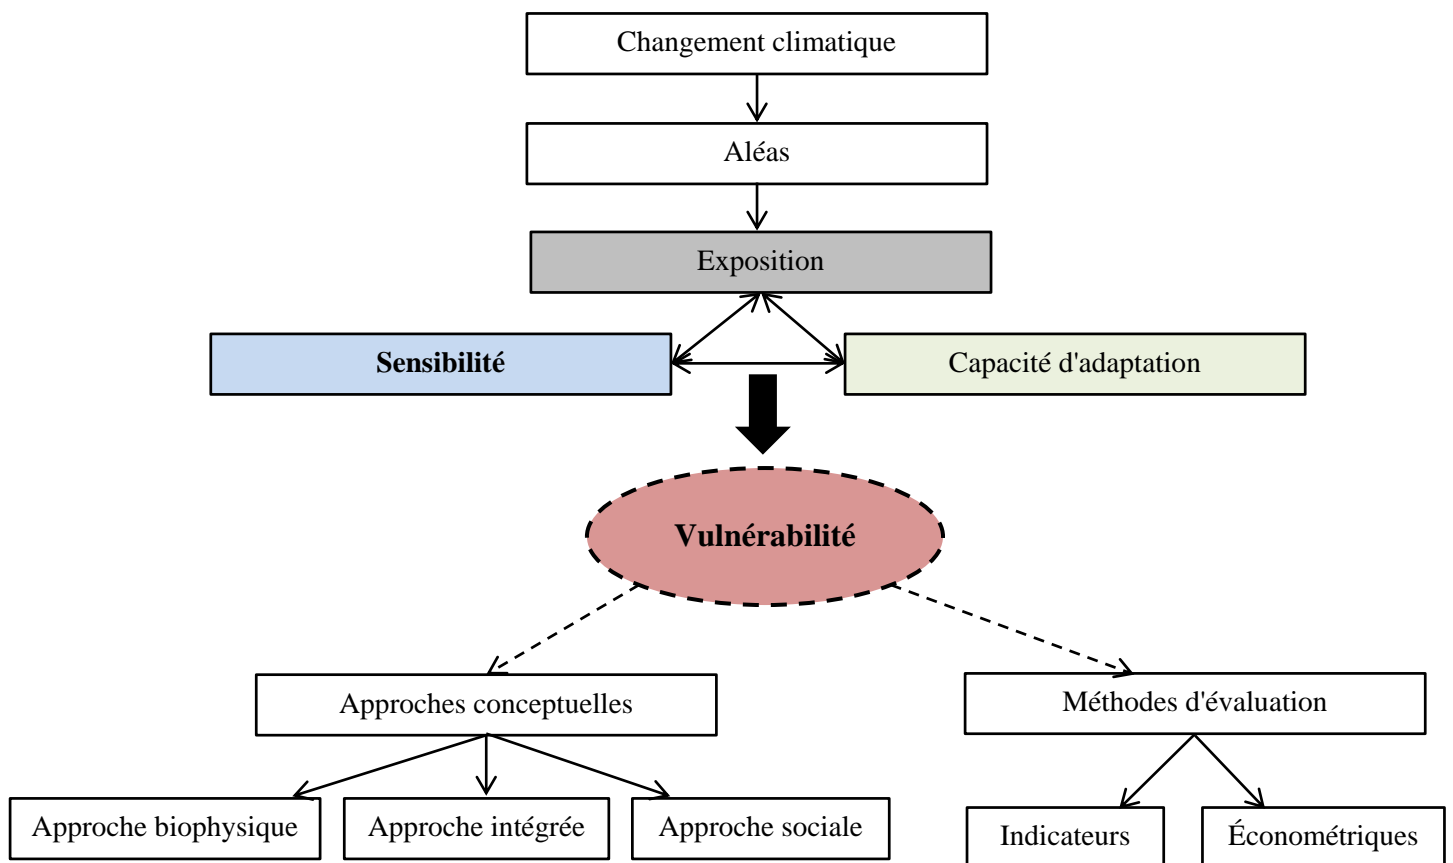 Changement climatique
Aléas
Exposition
Sensibilité
Capacité d'adaptation
Vulnérabilité
Approches conceptuelles
Méthodes d'évaluation
Approche biophysique
Approche intégrée
Approche sociale
Indicateurs
Économétriques